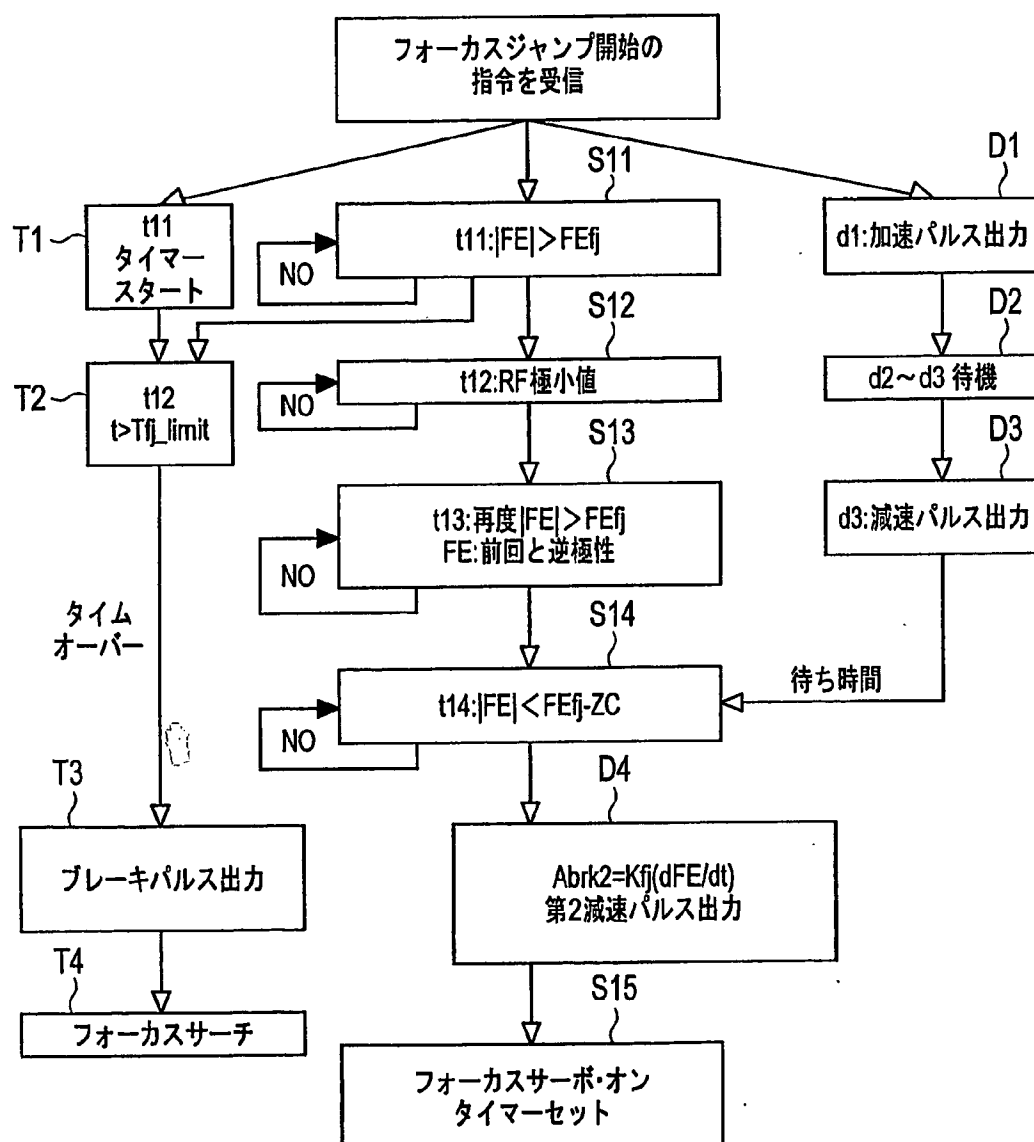 フォーカスジャンプ開始の
指令を受信
S11
D1
T1
t11
タイマー
スタート
t11:|FE|>FEfj
NO
d1:加速パルス出力
S12
D2
T2
t12
t>Tfj_limit
t12:RF極小値
NO
d2～d3 待機
S13
D3
t13:再度|FE|>FEfj
FE:前回と逆極性
NO
d3:減速パルス出力
タイム
オーバー
S14
t14:|FE|<FEfj-ZC
NO
待ち時間
T3
D4
ブレーキパルス出力
Abrk2=Kfj(dFE/dt)
第2減速パルス出力
T4
フォーカスサーチ
S15
フォーカスサーボ・オン
タイマーセット